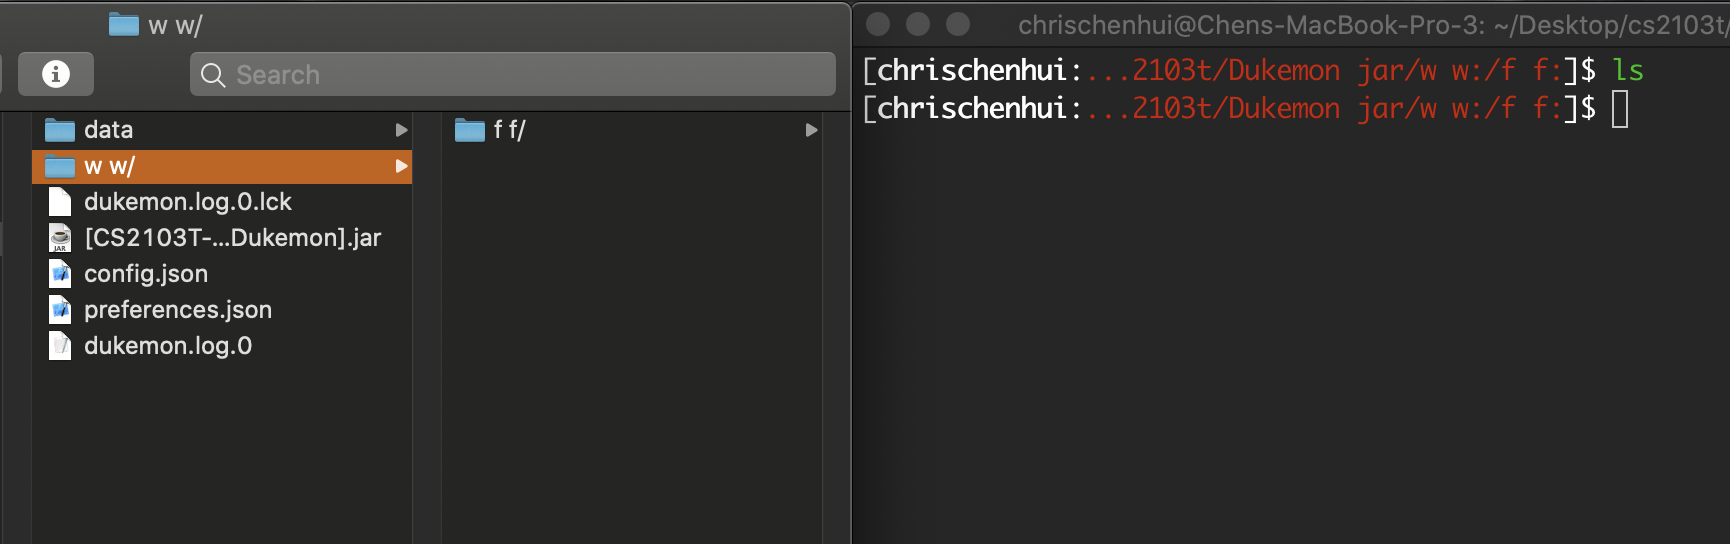 w w/
Search
data
w w/
dukemon.log.0.lck
[CS2103T-...Dukemon].jar
JAR
config.json
preferences.json
dukemon.log.0
f f/
chrischenhui@Chens-MacBook-Pro-3: ~/Desktop/cs2103t/
[chrischenhui:...2103t/Dukemon jar/w w:/f f:]$ ls
[chrischenhui:...2103t/Dukemon jar/w w:/f f:]$